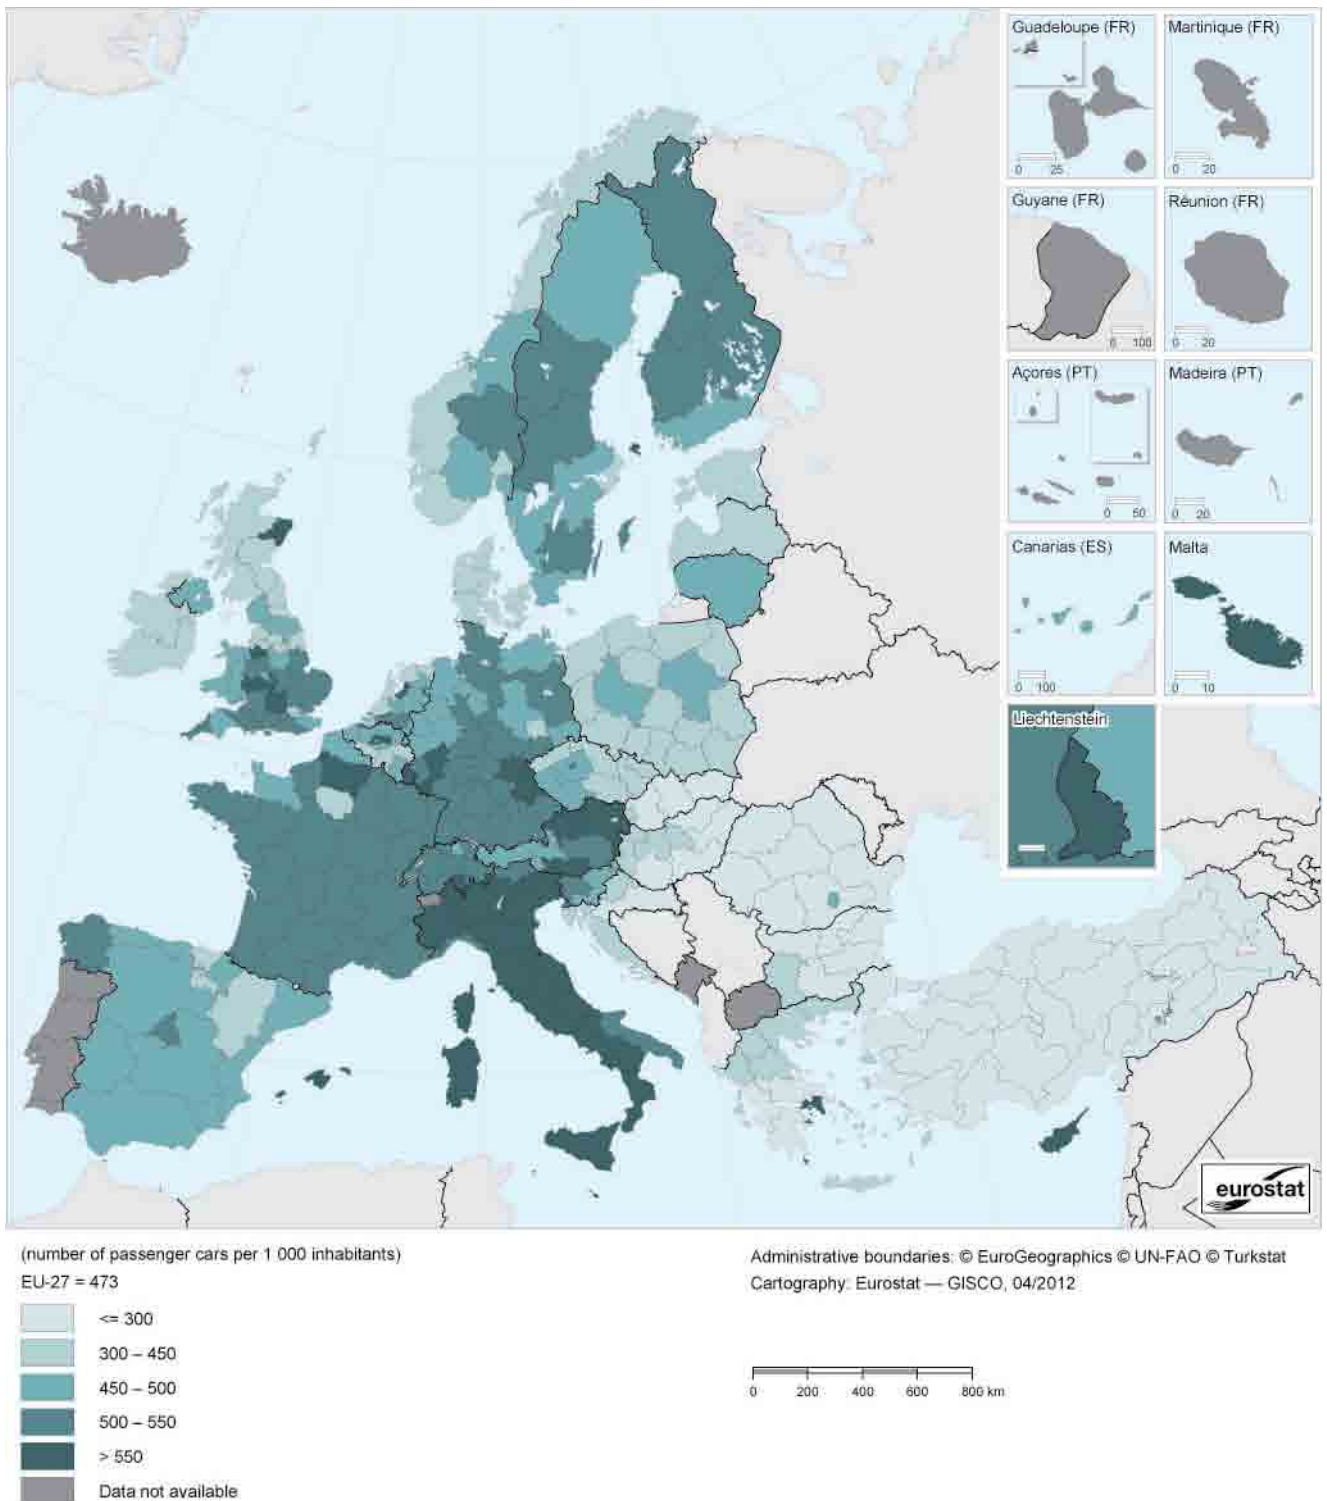 Guadeloupe (FR)
0 25
Martinique (FR)
0 20
Guyane (FR)
0 100
Réunion (FR)
0 20
Açores (PT)
0 50
Madeira (PT)
0 20
Canarias (ES)
0 100
Malta
0 10
Liechtenstein
eurostat
(number of passenger cars per 1 000 inhabitants)
EU-27 = 473
<= 300
300 – 450
450 – 500
500 – 550
> 550
Data not available
Administrative boundaries: © EuroGeographics © UN-FAO © Turkstat
Cartography: Eurostat — GISCO, 04/2012
0 200 400 600 800 km